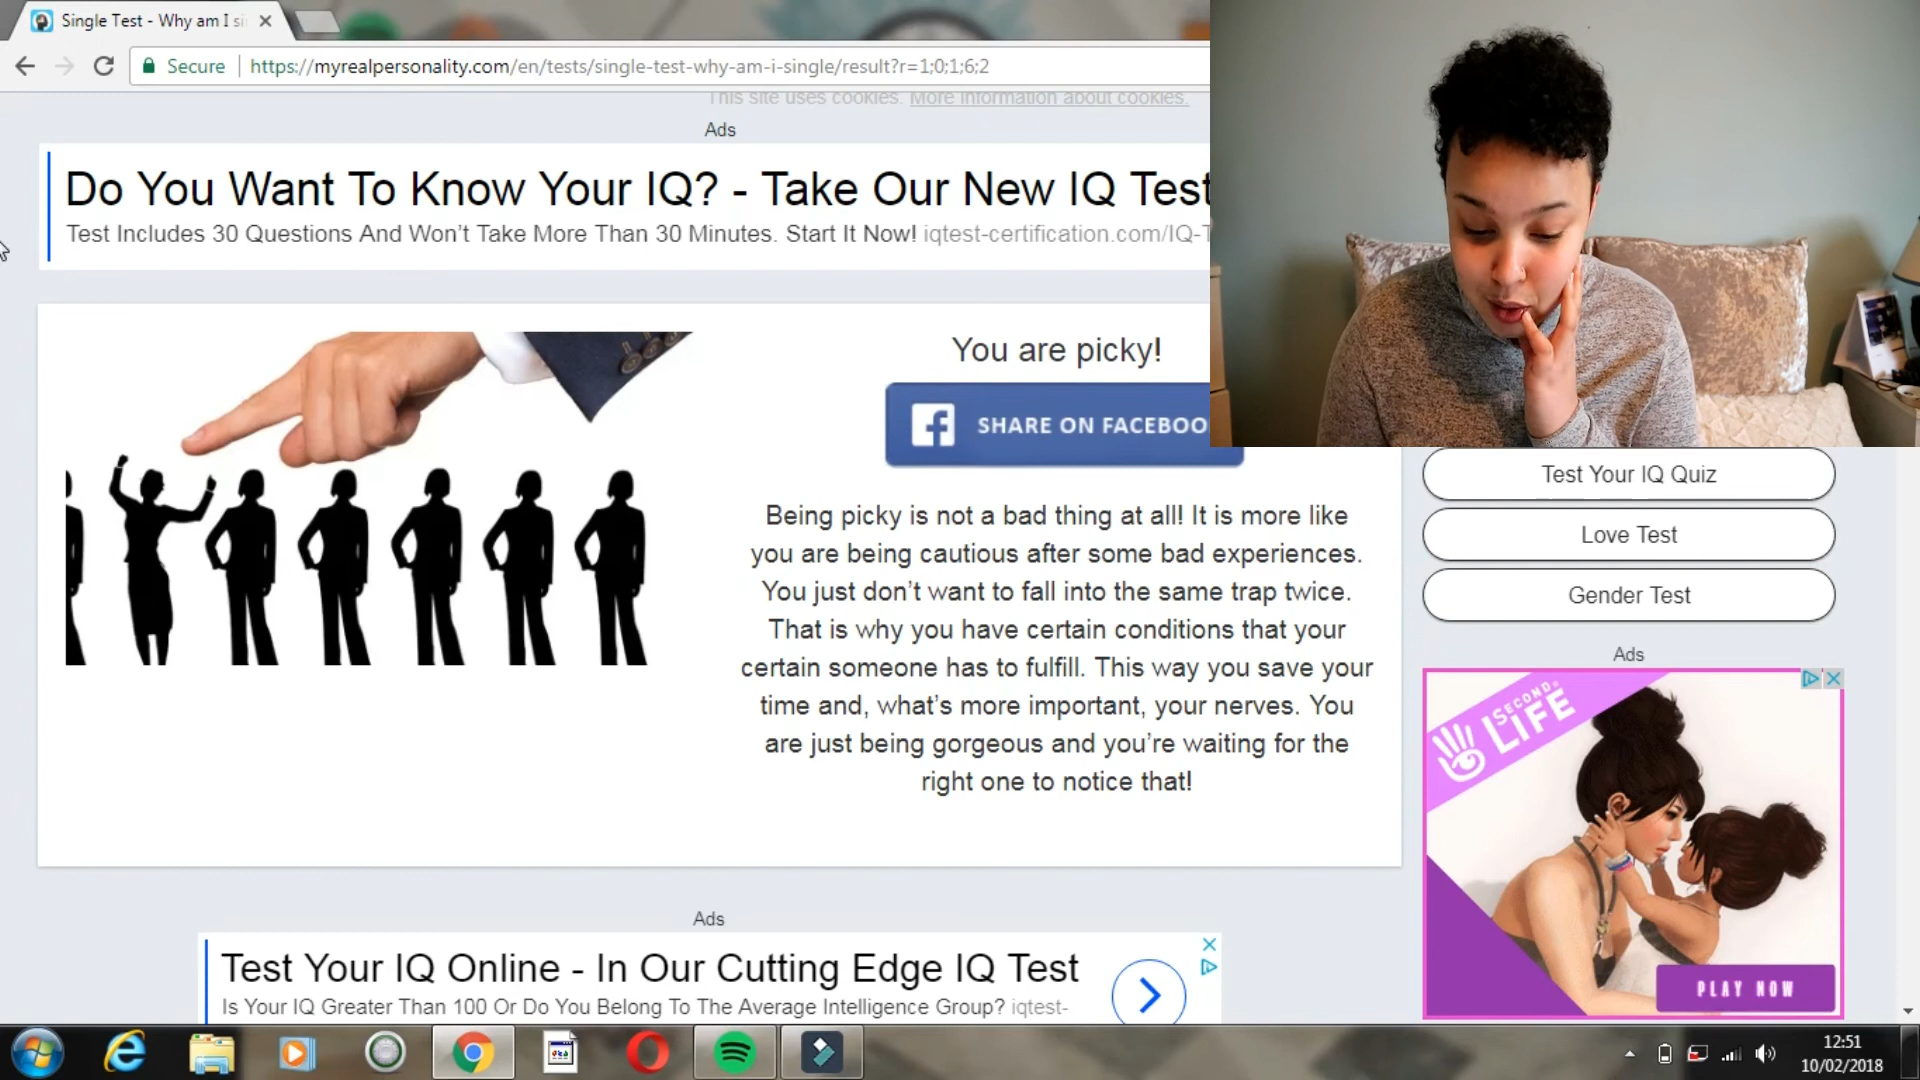 Single Test - Why am I si
Secure
https://myrealpersonality.com/en/tests/single-test-why-am-i-single/result?r=1;0;1;6;2
This site uses cookies. More information about cookies.
Ads
Do You Want To Know Your IQ? - Take Our New IQ Test
Test Includes 30 Questions And Won't Take More Than 30 Minutes. Start It Now! iqtest-certification.com/IQ-T
You are picky!
SHARE ON FACEBOO
Being picky is not a bad thing at all! It is more like
you are being cautious after some bad experiences.
You just don't want to fall into the same trap twice.
That is why you have certain conditions that your
certain someone has to fulfill. This way you save your
time and, what's more important, your nerves. You
are just being gorgeous and you're waiting for the
right one to notice that!
Test Your IQ Quiz
Love Test
Gender Test
Ads
SECOND
LIFE
PLAY NOW
Ads
Test Your IQ Online - In Our Cutting Edge IQ Test
Is Your IQ Greater Than 100 Or Do You Belong To The Average Intelligence Group? iqtest-
12:51
10/02/2018